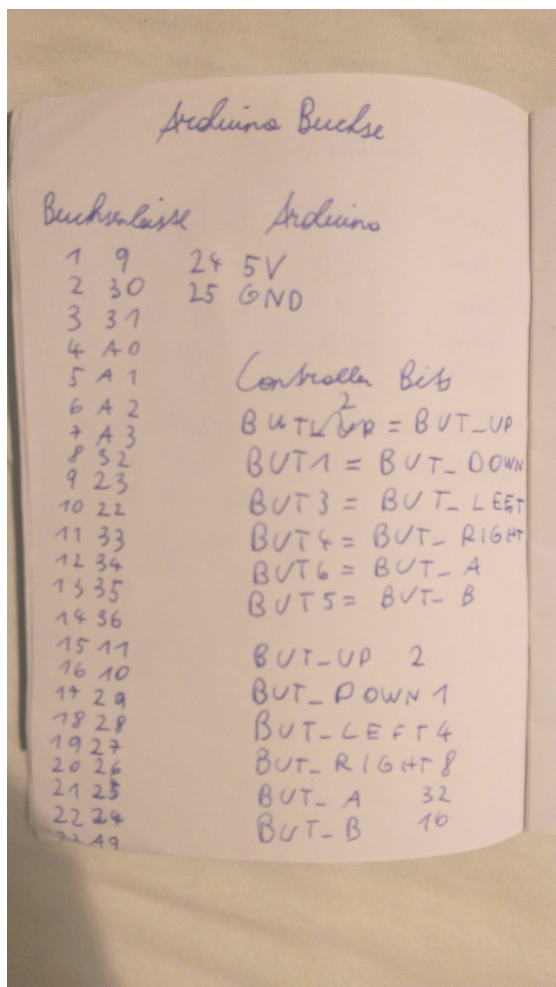 Arduino Buchse
Buchsenleiste Arduino
1 9 24 5V
2 30 25 GND
3 31
4 A0
5 A1
6 A2
7 A3
8 32
9 23
10 22
11 33
12 34
13 35
14 36
15 11
16 10
17 29
18 28
19 27
20 26
21 25
22 24
23 A9
Controller Bits
BUT2 = BUT_UP
BUT1 = BUT_DOWN
BUT3 = BUT_LEFT
BUT4 = BUT_RIGHT
BUT6 = BUT_A
BUT5 = BUT_B
BUT_UP 2
BUT_DOWN 1
BUT_LEFT 4
BUT_RIGHT 8
BUT_A 32
BUT_B 16